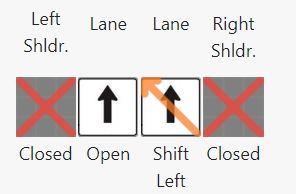 Left Shldr.
Lane
Lane
Right Shldr.
Closed
Open
Shift Left
Closed